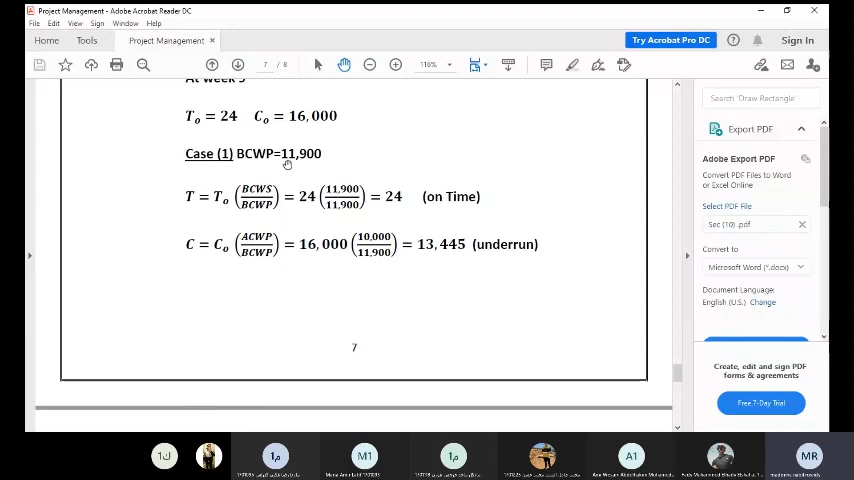 Project Management - Adobe Acrobat Reader DC
File Edit View Sign Window Help
Home Tools Project Management ×
Try Acrobat Pro DC
Sign In
7 / 8
116%
T₀ = 24 C₀ = 16,000
Case (1) BCWP=11,900
T = T₀ (BCWS/BCWP) = 24 (11,900/11,900) = 24 (on Time)
C = C₀ (ACWP/BCWP) = 16,000 (10,000/11,900) = 13,445 (underrun)
7
Search 'Draw Rectangle'
Export PDF
Adobe Export PDF
Convert PDF Files to Word
or Excel Online
Select PDF File
Sec (10) .pdf
Convert to
Microsoft Word (*.docx)
Document Language:
English (U.S.) Change
Create, edit and sign PDF
forms & agreements
Free 7-Day Trial
M1
A1
MR
madonna nabil roshdy